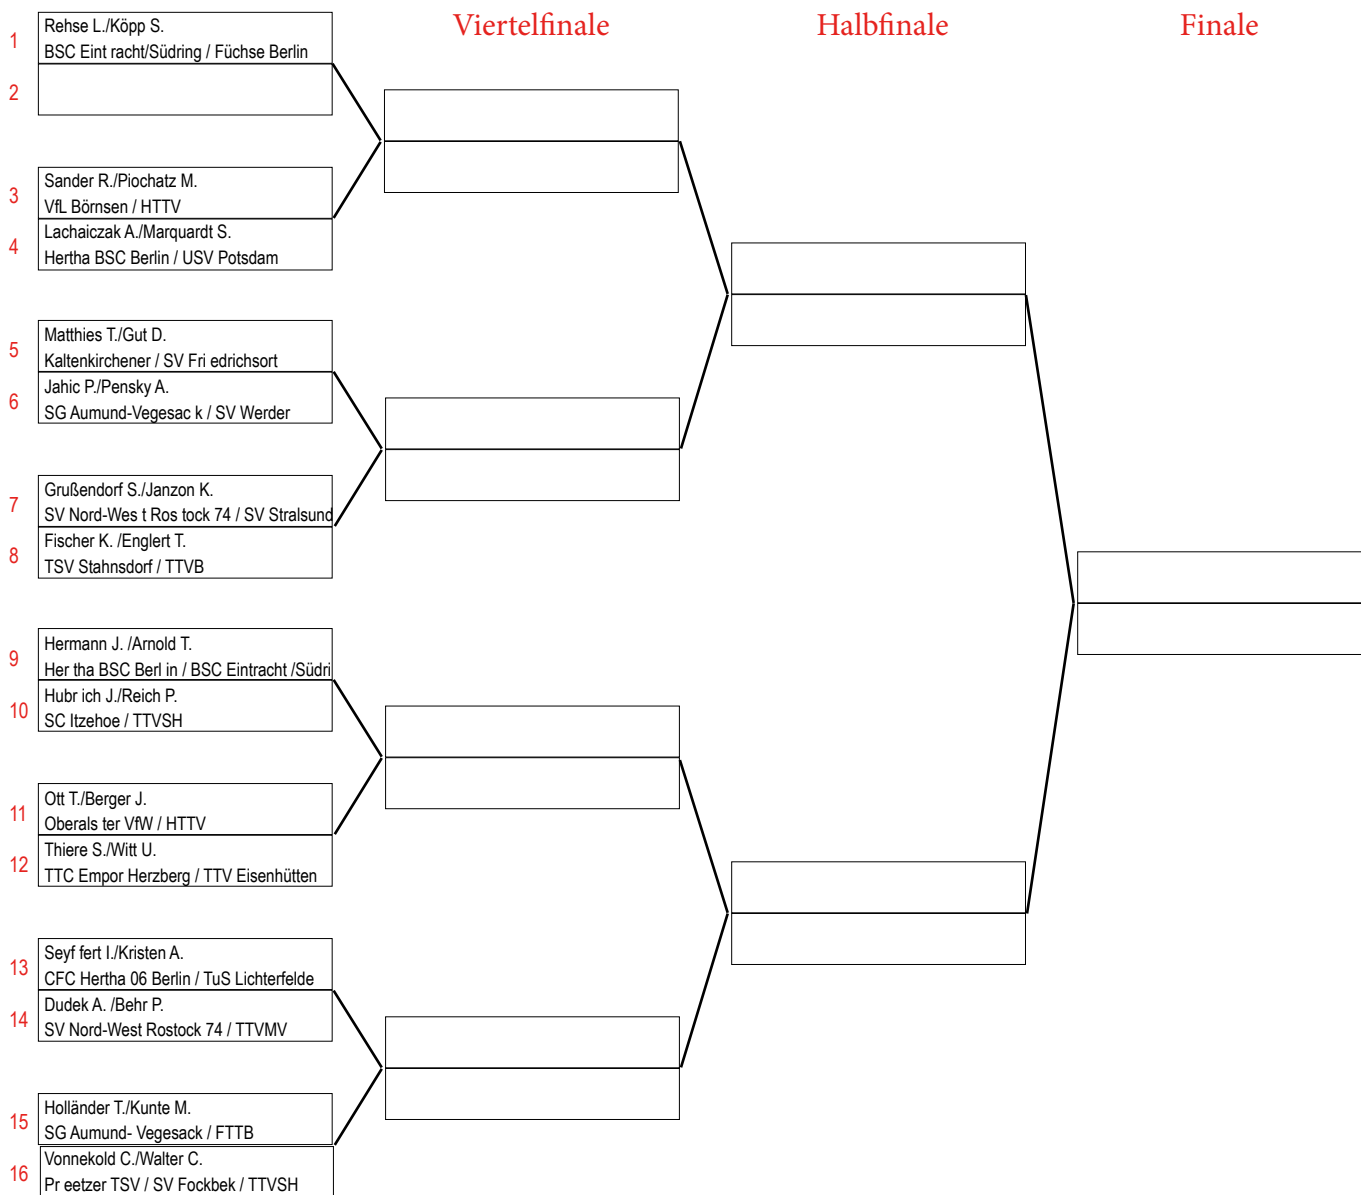 Viertelfinale
Halbfinale
Finale
1
Rehse L./Köpp S.
BSC Eint racht/Südring / Füchse Berlin
2
3
Sander R./Piochatz M.
VfL Börnsen / HTTV
4
Lachaiczak A./Marquardt S.
Hertha BSC Berlin / USV Potsdam
5
Matthies T./Gut D.
Kaltenkirchener / SV Fri edrichsort
6
Jahic P./Pensky A.
SG Aumund-Vegesac k / SV Werder
7
Grußendorf S./Janzon K.
SV Nord-Wes t Ros tock 74 / SV Stralsund
8
Fischer K. /Englert T.
TSV Stahnsdorf / TTVB
9
Hermann J. /Arnold T.
Her tha BSC Berl in / BSC Eintracht /Südri
10
Hubr ich J./Reich P.
SC Itzehoe / TTVSH
11
Ott T./Berger J.
Oberals ter VfW / HTTV
12
Thiere S./Witt U.
TTC Empor Herzberg / TTV Eisenhütten
13
Seyf fert I./Kristen A.
CFC Hertha 06 Berlin / TuS Lichterfelde
14
Dudek A. /Behr P.
SV Nord-West Rostock 74 / TTVMV
15
Holländer T./Kunte M.
SG Aumund- Vegesack / FTTB
16
Vonnekold C./Walter C.
Pr eetzer TSV / SV Fockbek / TTVSH